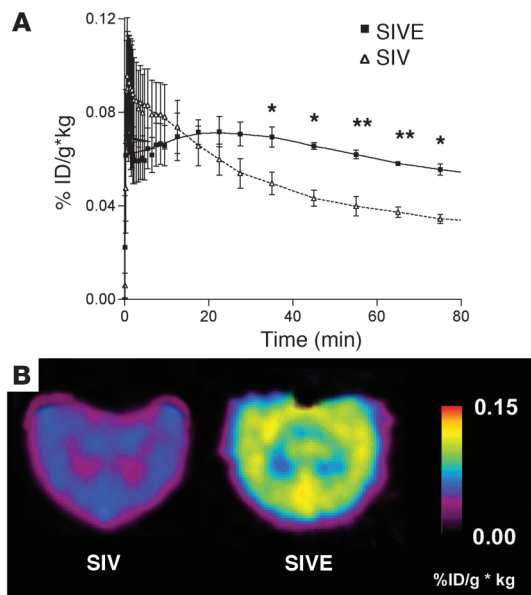 A
SIVE
SIV
% ID/g*kg
0.12
0.08
0.04
0.00
* * ** ** *
0 20 40 60 80
Time (min)
B
0.15
0.00
SIV SIVE
%ID/g * kg